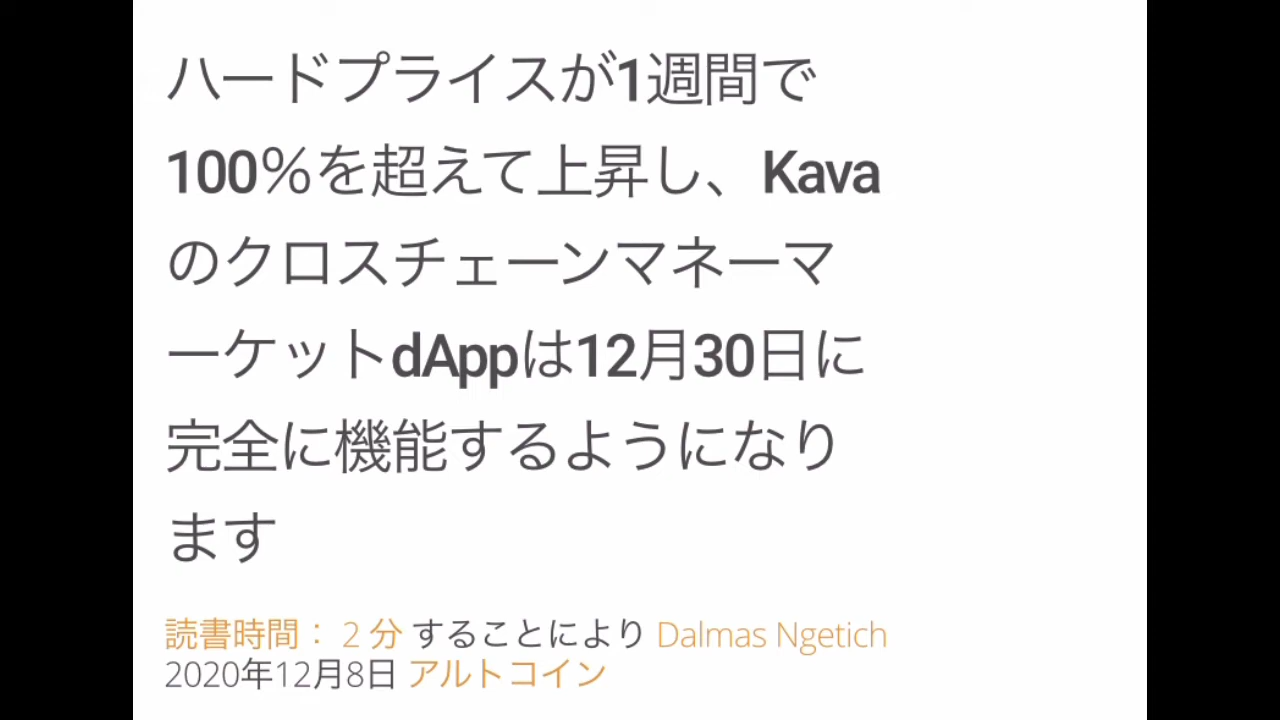 ハードプライスが1週間で
100%を超えて上昇し、Kava
のクロスチェーンマネーマ
ーケットdAppは12月30日に
完全に機能するようになり
ます
読書時間： 2 分 することにより Dalmas Ngetich
2020年12月8日 アルトコイン